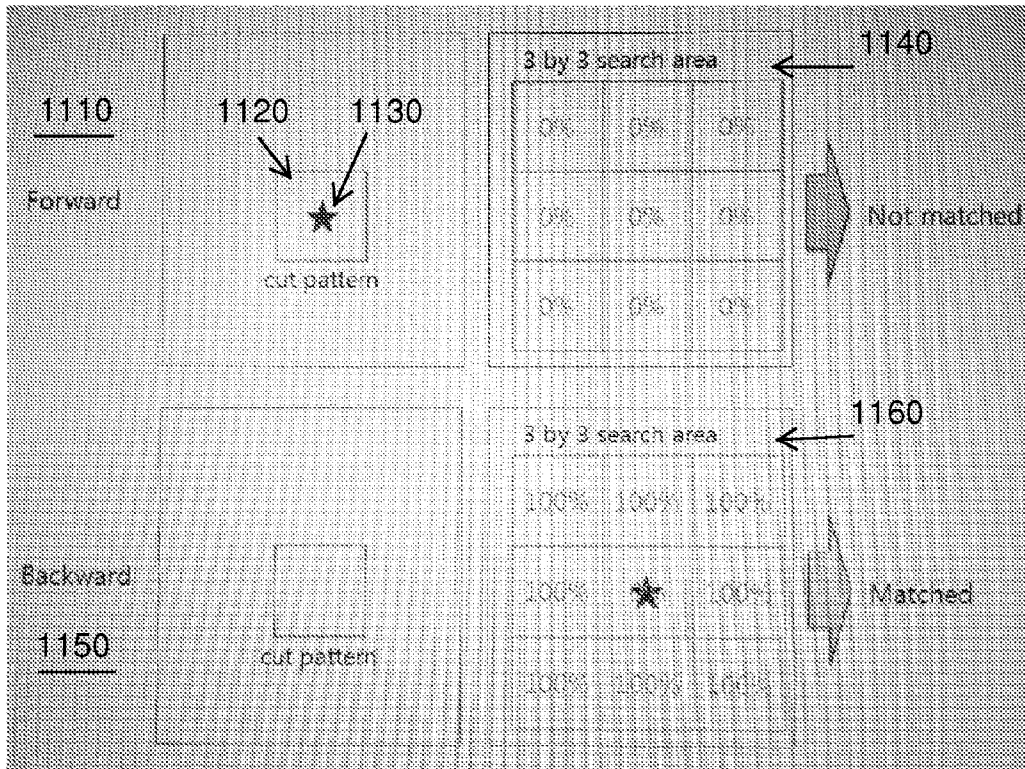 3 by 3 search area
1140
1110
1120
1130
0% 0% 0%
Forward
0% 0% 0%
Not matched
cut pattern
0% 0% 0%
3 by 3 search area
1160
100% 100% 100%
Backward
100% 100%
Matched
1150
cut pattern
100% 100% 100%